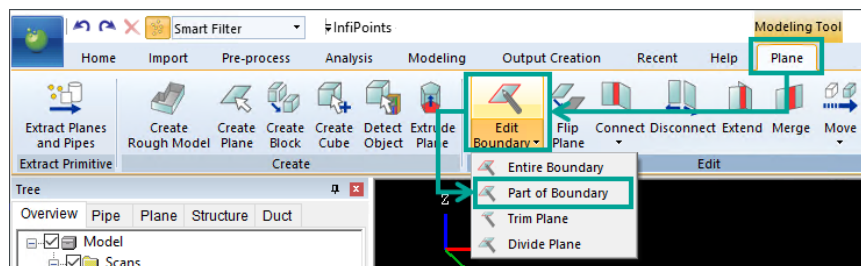 Smart Filter InfiPoints Modeling Tool
Home Import Pre-process Analysis Modeling Output Creation Recent Help Plane
Extract Planes Create Create Create Create Detect Extrude Edit Flip Connect Disconnect Extend Merge Move
and Pipes Rough Model Plane Block Cube Object Plane Boundary Plane
Extract Primitive Create Edit
Tree
Entire Boundary
Part of Boundary
Trim Plane
Divide Plane
Overview Pipe Plane Structure Duct
Model
Scans
Z